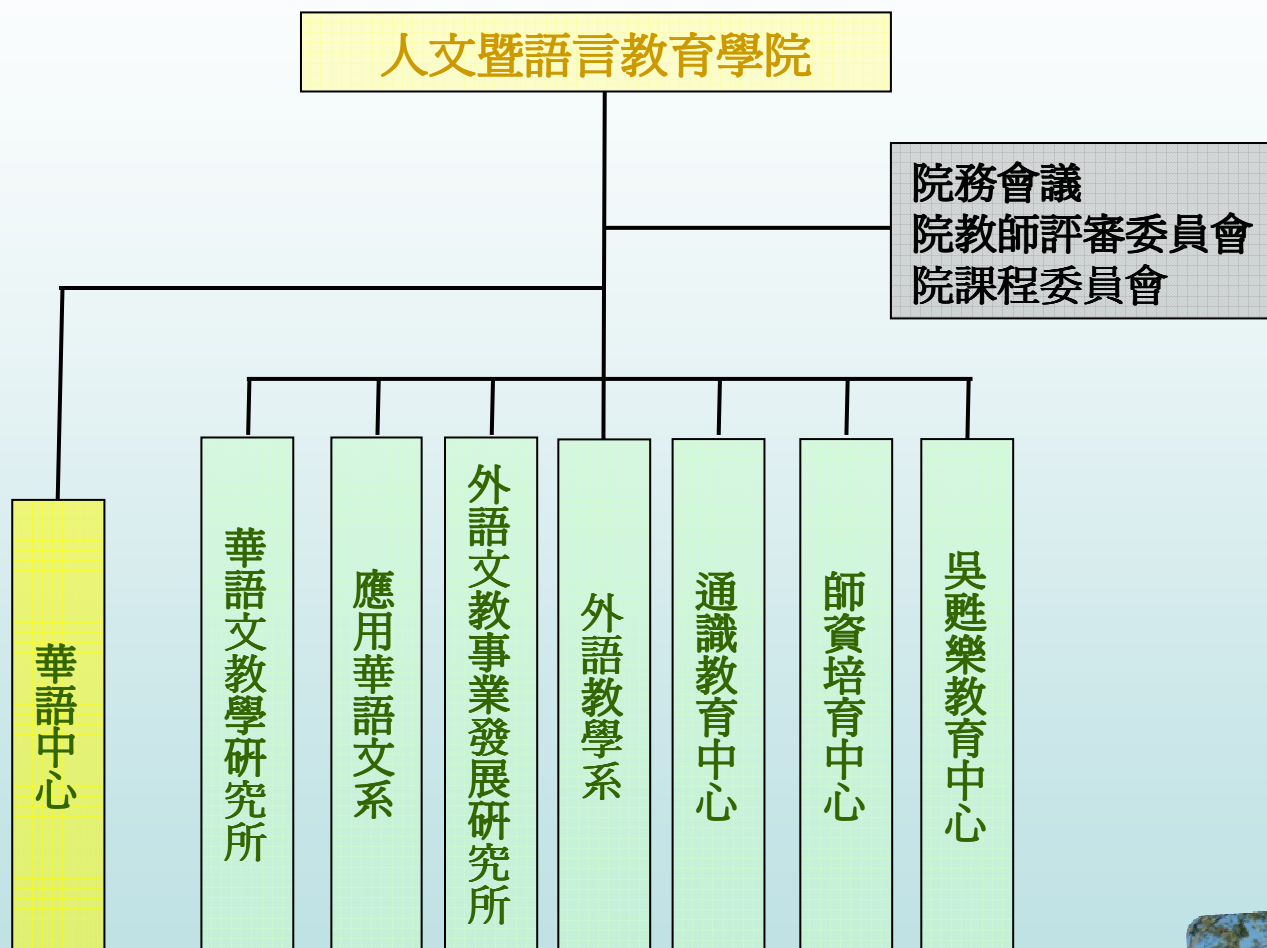 人文暨語言教育學院
院務會議
院教師評審委員會
院課程委員會
華語中心
華語文教學研究所
應用華語文系
外語文教事業發展研究所
外語教學系
通識教育中心
師資培育中心
吳甦樂教育中心